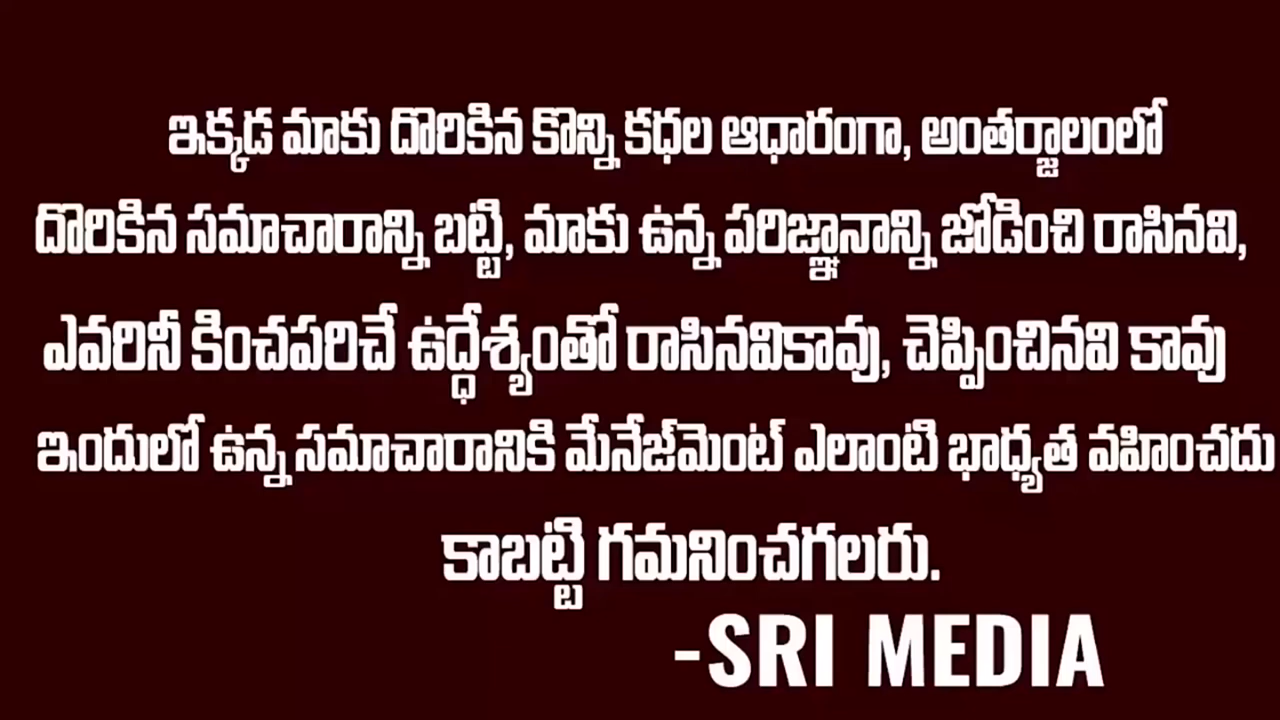 ఇక్కడ మాకు దొరికిన కొన్ని కధల ఆధారంగా, అంతర్జాలంలో
దొరికిన సమాచారాన్ని బట్టి, మాకు ఉన్న పరిజ్ఞానాన్ని జోడించి రాసినవి,
ఎవరినీ కించపరిచే ఉద్ధేశ్యంతో రాసినవికావు, చెప్పించినవి కావు
ఇందులో ఉన్న సమాచారానికి మేనేజ్‌మెంట్ ఎలాంటి భాధ్యత వహించదు
కాబట్టి గమనించగలరు.
-SRI MEDIA